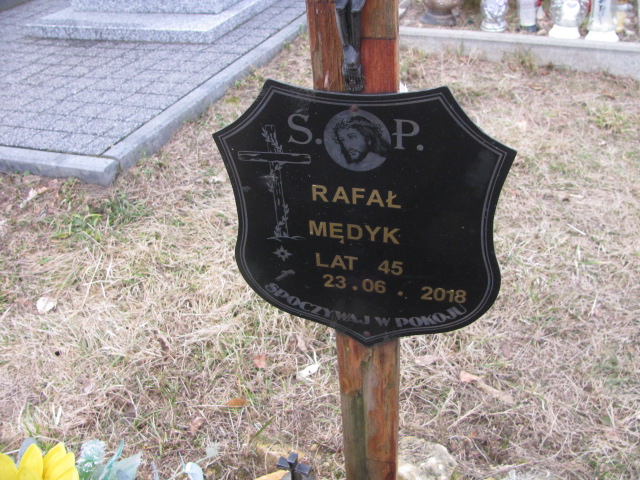 Ś. P.
RAFAŁ
MĘDYK
LAT 45
23.06.2018
SPOCZYWAJ W POKOJU